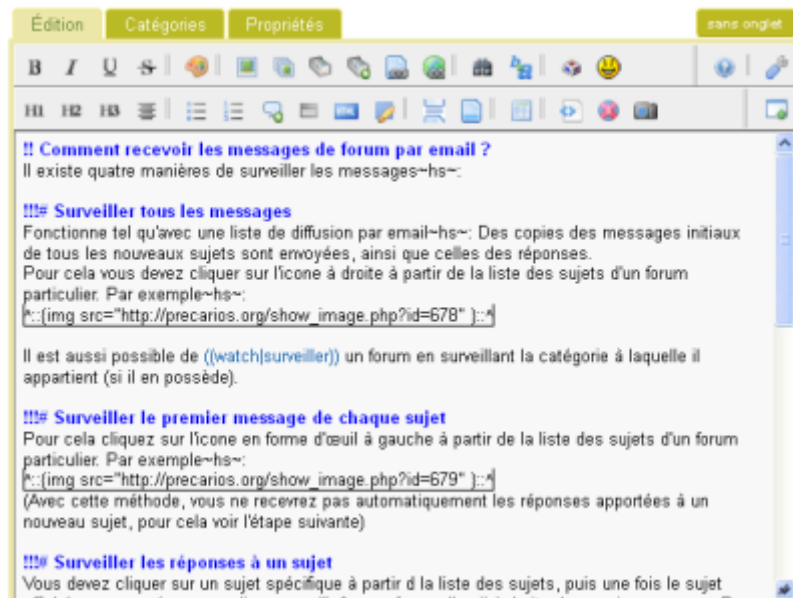 Édition Catégories Propriétés sans onglet
B I U S
H1 H2 H3
!! Comment recevoir les messages de forum par email ?
Il existe quatre manières de surveiller les messages~hs~:
!!!# Surveiller tous les messages
Fonctionne tel qu'avec une liste de diffusion par email~hs~: Des copies des messages initiaux
de tous les nouveaux sujets sont envoyées, ainsi que celles des réponses.
Pour cela vous devez cliquer sur l'icone à droite à partir de la liste des sujets d'un forum
particulier. Par exemple~hs~:
^::{img src="http://precarios.org/show_image.php?id=678" }::^
Il est aussi possible de ((watch|surveiller)) un forum en surveillant la catégorie à laquelle il
appartient (si il en possède).
!!!# Surveiller le premier message de chaque sujet
Pour cela cliquez sur l'icone en forme d'œuil à gauche à partir de la liste des sujets d'un forum
particulier. Par exemple~hs~:
^::{img src="http://precarios.org/show_image.php?id=679" }::^
(Avec cette méthode, vous ne recevrez pas automatiquement les réponses apportées à un
nouveau sujet, pour cela voir l'étape suivante)
!!!# Surveiller les réponses à un sujet
Vous devez cliquer sur un sujet spécifique à partir d la liste des sujets, puis une fois le sujet